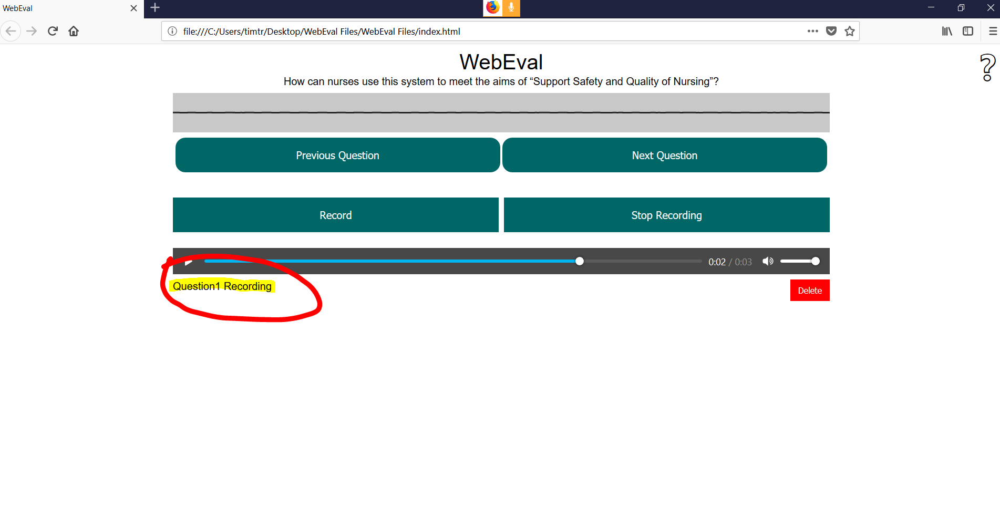 WebEval
file:///C:/Users/timtr/Desktop/WebEval Files/WebEval Files/index.html
WebEval
How can nurses use this system to meet the aims of “Support Safety and Quality of Nursing”?
?
Previous Question Next Question
Record Stop Recording
0:02 / 0:03
Question1 Recording
Delete